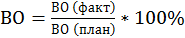 ВО = ВО (факт) / ВО (план) * 100%